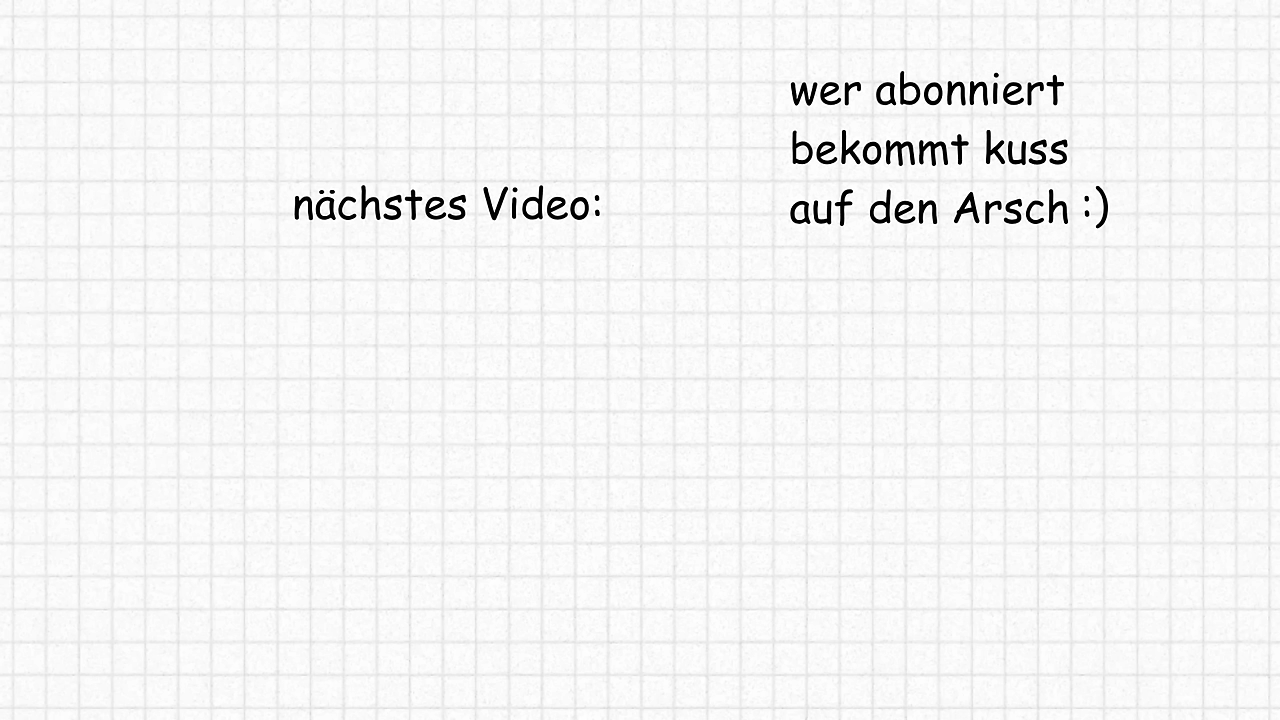 nächstes Video:
wer abonniert
bekommt kuss
auf den Arsch :)